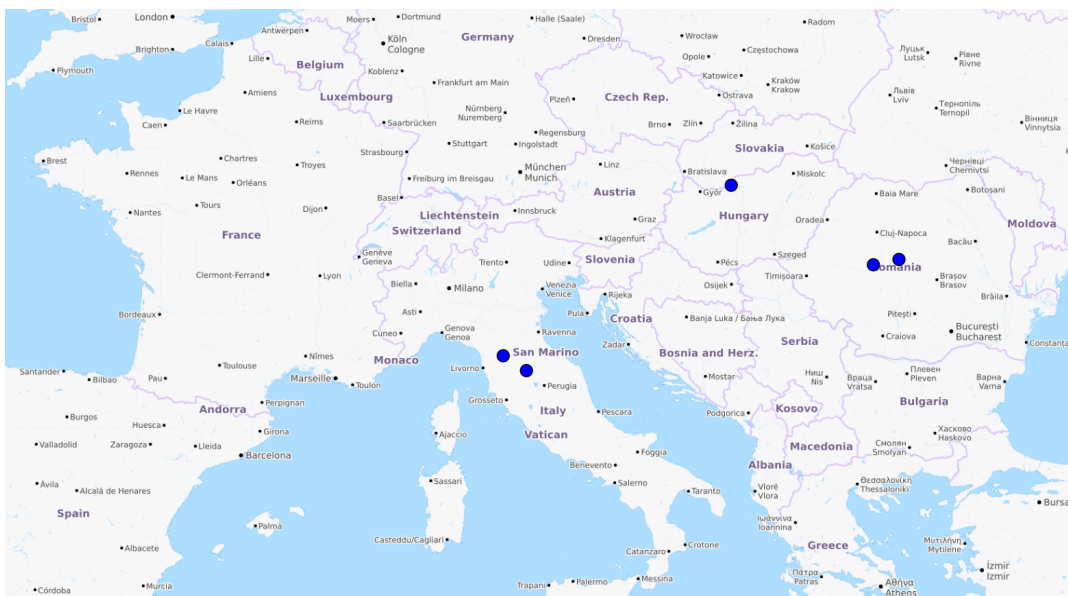 London
Bristol
Brighton
Plymouth
Calais
Lille
Antwerpen
Belgium
Moers
Dortmund
Köln
Cologne
Koblenz
Germany
Halle (Saale)
Dresden
Wrocław
Opole
Częstochowa
Radom
Katowice
Kraków
Krakow
Ostrava
Луцьк
Lutsk
Рівне
Rivne
Львів
Lviv
Тернопіль
Ternopil
Вінниця
Vinnytsia
Luxembourg
Frankfurt am Main
Plzeň
Czech Rep.
Amiens
Le Havre
Caen
Reims
Saarbrücken
Nürnberg
Nuremberg
Regensburg
Ingolstadt
Stuttgart
Brno
Zlín
Žilina
Slovakia
Košice
Чернівці
Chernivtsi
Brest
Rennes
Chartres
Le Mans
Orléans
Troyes
Strasbourg
Freiburg im Breisgau
München
Munich
Linz
Bratislava
Győr
Miskolc
Baia Mare
Botoșani
Austria
Hungary
Moldova
Nantes
Tours
Dijon
Basel
Liechtenstein
Switzerland
Innsbruck
Graz
Klagenfurt
Oradea
Cluj-Napoca
Bacău
France
Genève
Geneva
Trento
Udine
Slovenia
Pécs
Szeged
Timișoara
Romania
Brașov
Brasov
Clermont-Ferrand
Lyon
Biella
Milano
Venezia
Venice
Rijeka
Osijek
Brăila
Bordeaux
Asti
Cuneo
Genova
Genoa
Pula
Croatia
Ravenna
Banja Luka / Бања Лука
Pitești
București
Bucharest
Craiova
Constanța
Santander
Bilbao
Pau
Toulouse
Nîmes
Marseille
Toulon
Monaco
Livorno
San Marino
Zadar
Bosnia and Herz.
Serbia
Mostar
Ниш
Nis
Враца
Vratsa
Плевен
Pleven
Варна
Varna
Bulgaria
Burgos
Huesca
Andorra
Perpignan
Girona
Grosseto
Perugia
Italy
Pescara
Podgorica
Kosovo
Valladolid
Zaragoza
Lleida
Barcelona
Ajaccio
Vatican
Foggia
Macedonia
Хасково
Haskovo
Смолян
Smolyan
Albania
Ávila
Alcalá de Henares
Spain
Palma
Sassari
Benevento
Salerno
Taranto
Vlorë
Vlora
Θεσσαλονίκη
Thessaloniki
Bursa
Ιωάννινα
Ioannina
Albacete
Casteddu/Cagliari
Catanzaro
Crotone
Greece
Μυτιλήνη
Mytilene
Córdoba
Murcia
Trapani
Palermo
Messina
Πάτρα
Patras
Αθήνα
Athens
İzmir
Izmir